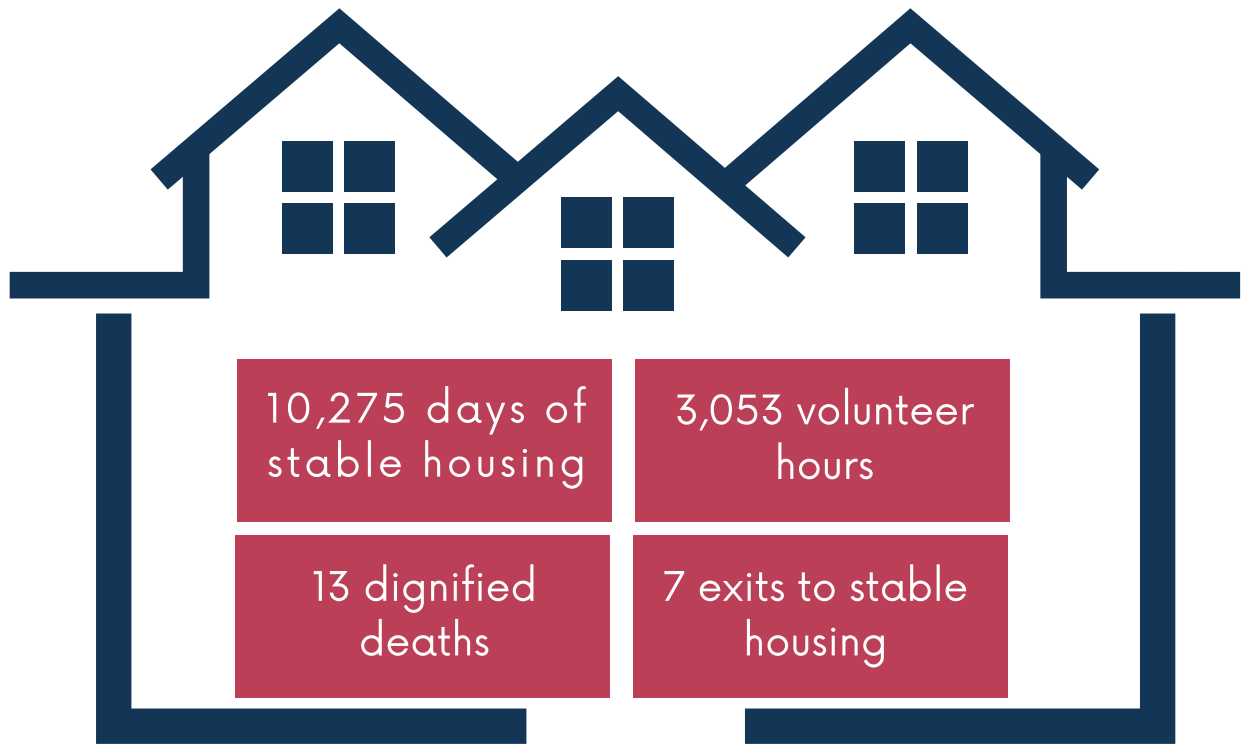 10,275 days of
stable housing
3,053 volunteer
hours
13 dignified
deaths
7 exits to stable
housing